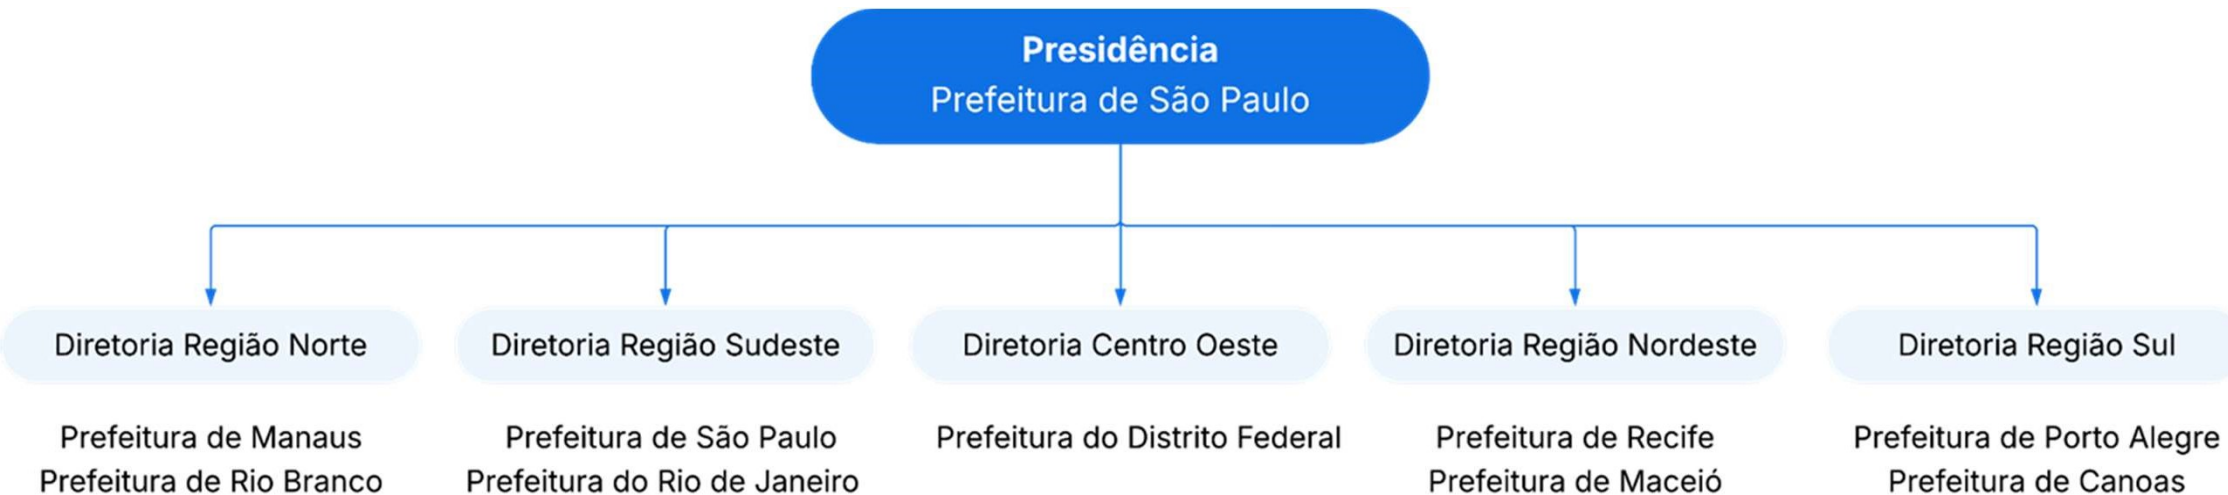 Presidência
Prefeitura de São Paulo
Diretoria Região Norte
Prefeitura de Manaus
Prefeitura de Rio Branco
Diretoria Região Sudeste
Prefeitura de São Paulo
Prefeitura do Rio de Janeiro
Diretoria Centro Oeste
Prefeitura do Distrito Federal
Diretoria Região Nordeste
Prefeitura de Recife
Prefeitura de Maceió
Diretoria Região Sul
Prefeitura de Porto Alegre
Prefeitura de Canoas